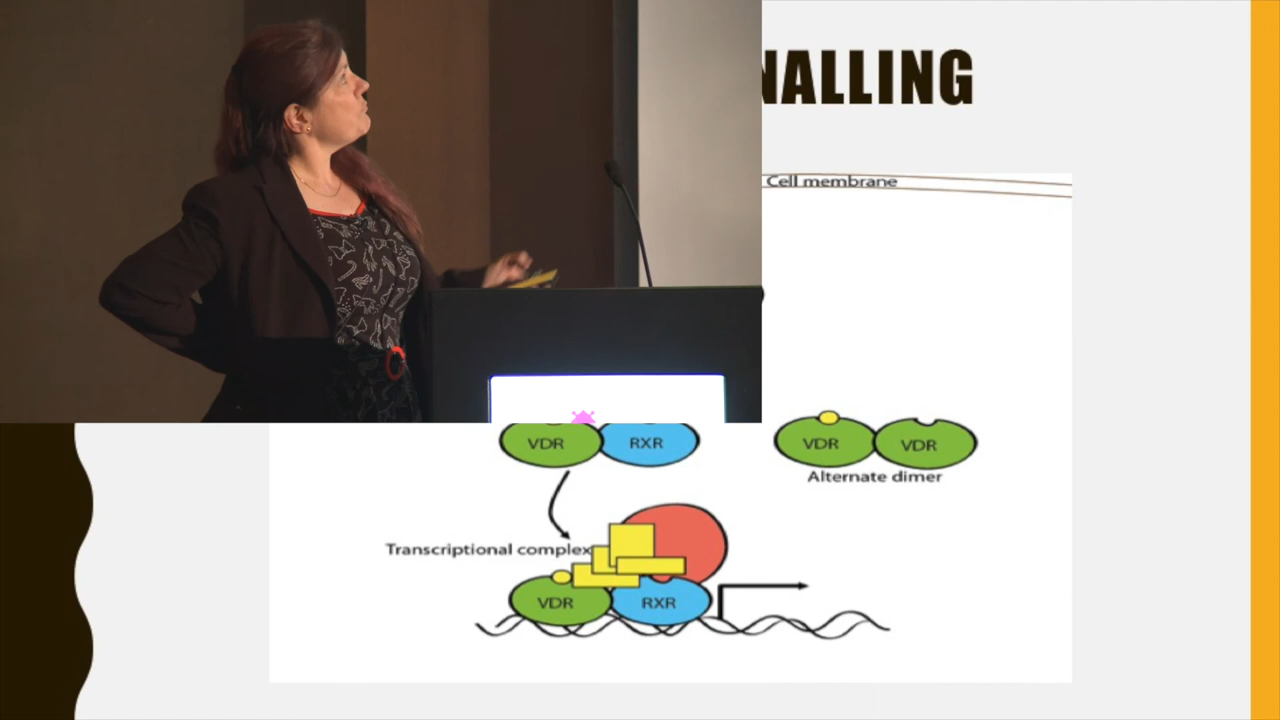 NALLING
Cell membrane
VDR RXR
VDR VDR
Alternate dimer
Transcriptional complex
VDR RXR